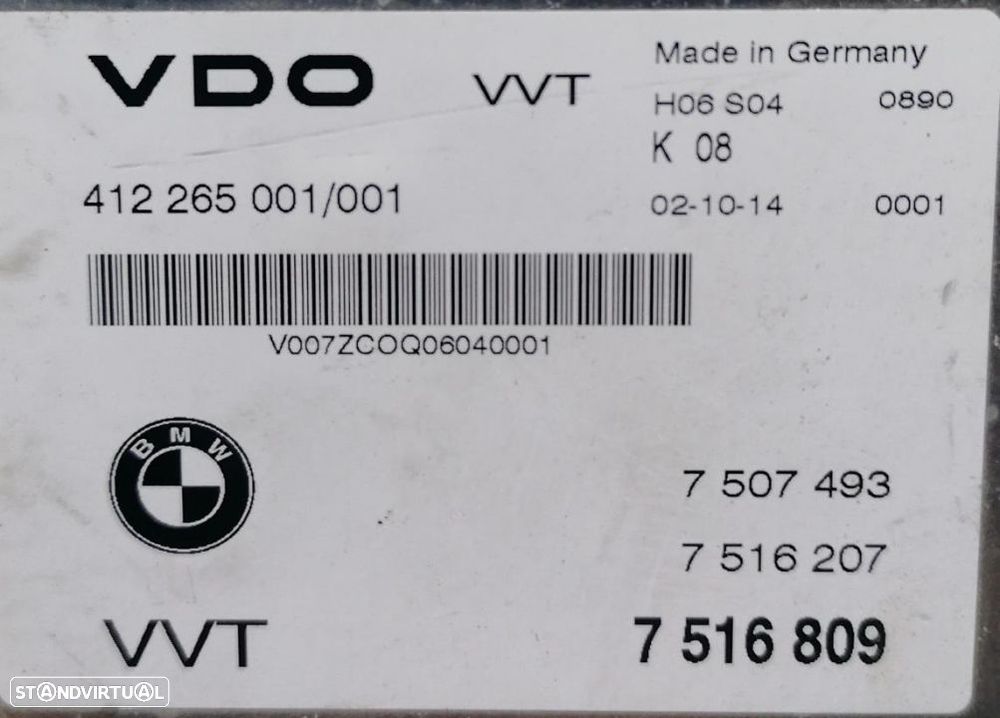 VDO VVT Made in Germany
H06 S04 0890
K 08
412 265 001/001 02-10-14 0001
V007ZCOQ06040001
BMW
7 507 493
7 516 207
VVT 7 516 809
STANDVIRTUAL